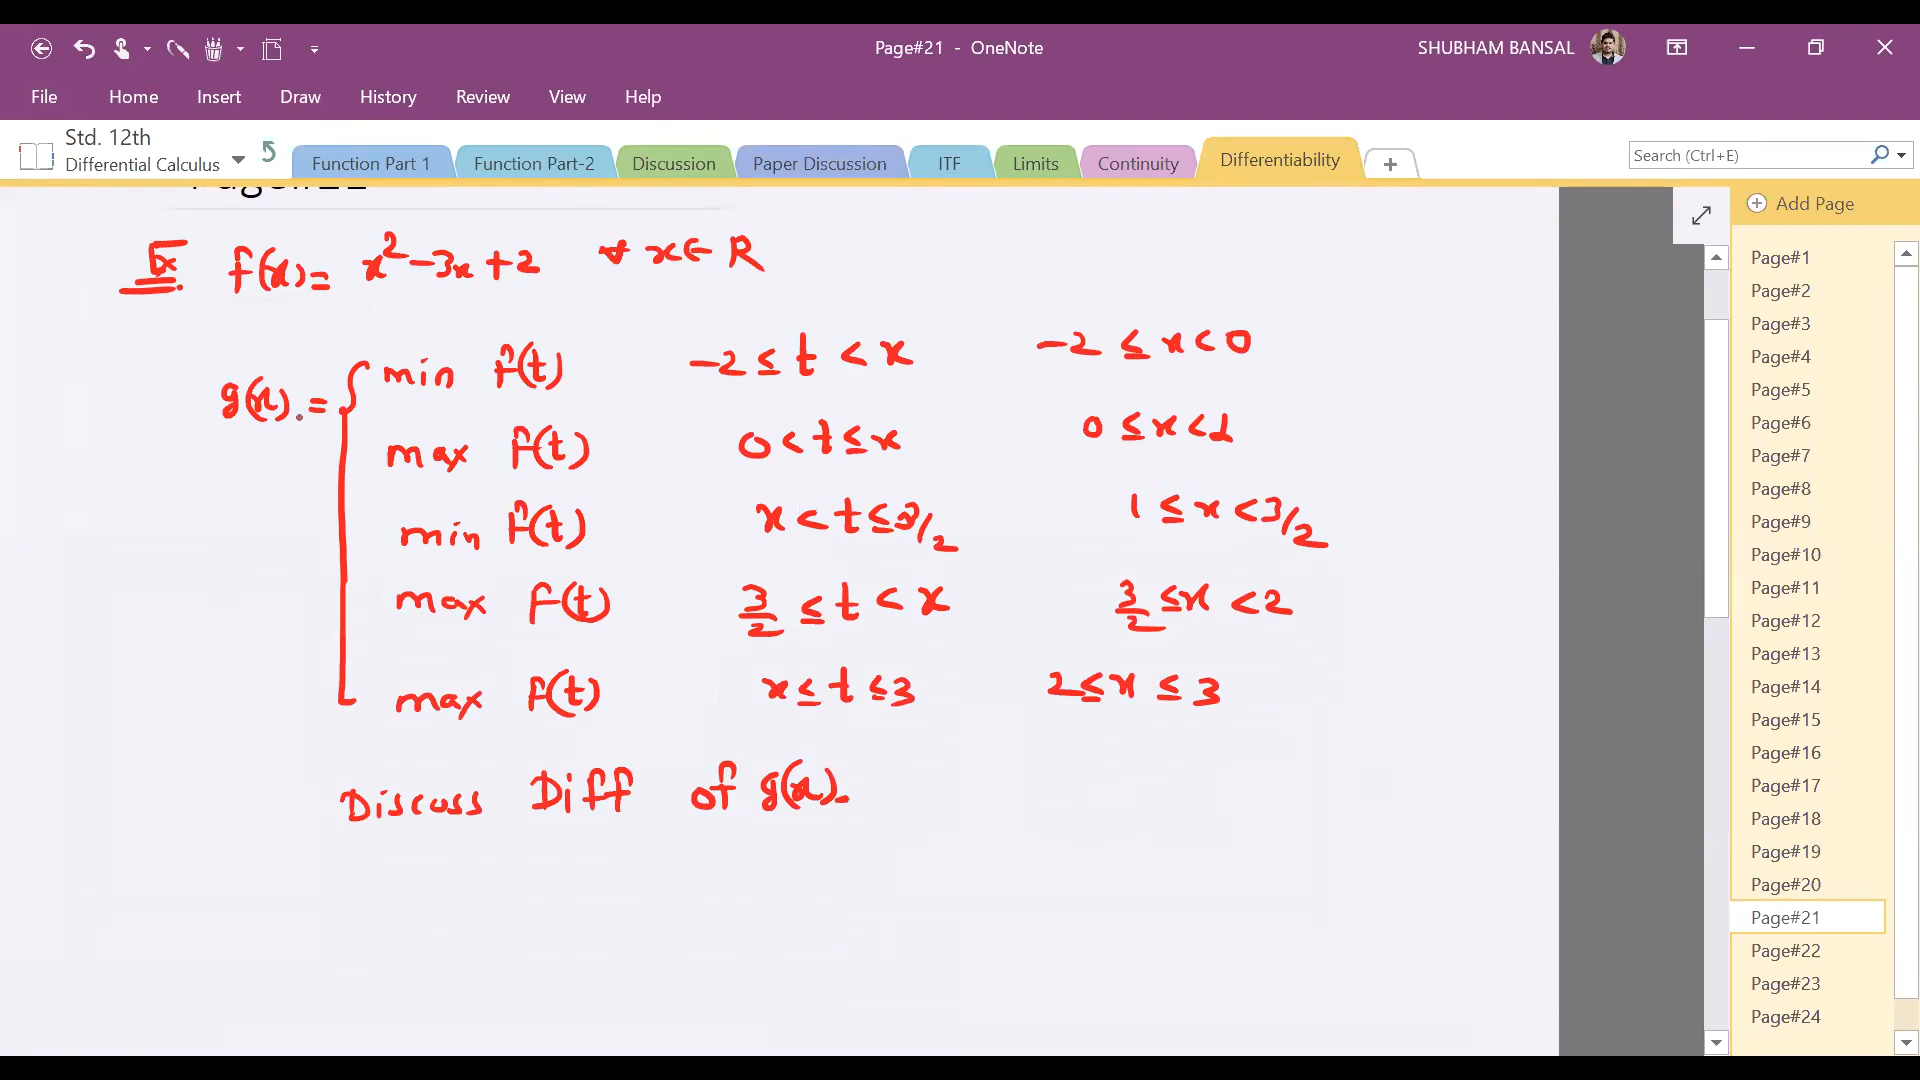 Page#21 - OneNote
SHUBHAM BANSAL
File Home Insert Draw History Review View Help
Std. 12th
Differential Calculus
Function Part 1 Function Part-2 Discussion Paper Discussion ITF Limits Continuity Differentiability
Search (Ctrl+E)
Add Page
Ex. f(x) = x² - 3x + 2 ∀ x ∈ R
g(x) = { min f(t) -2 ≤ t < x -2 ≤ x < 0
max f(t) 0 < t ≤ x 0 ≤ x < 1
min f(t) x < t ≤ 3/2 1 ≤ x < 3/2
max f(t) 3/2 ≤ t < x 3/2 ≤ x < 2
max f(t) x ≤ t ≤ 3 2 ≤ x ≤ 3
Discuss Diff of g(x).
Page#1
Page#2
Page#3
Page#4
Page#5
Page#6
Page#7
Page#8
Page#9
Page#10
Page#11
Page#12
Page#13
Page#14
Page#15
Page#16
Page#17
Page#18
Page#19
Page#20
Page#21
Page#22
Page#23
Page#24